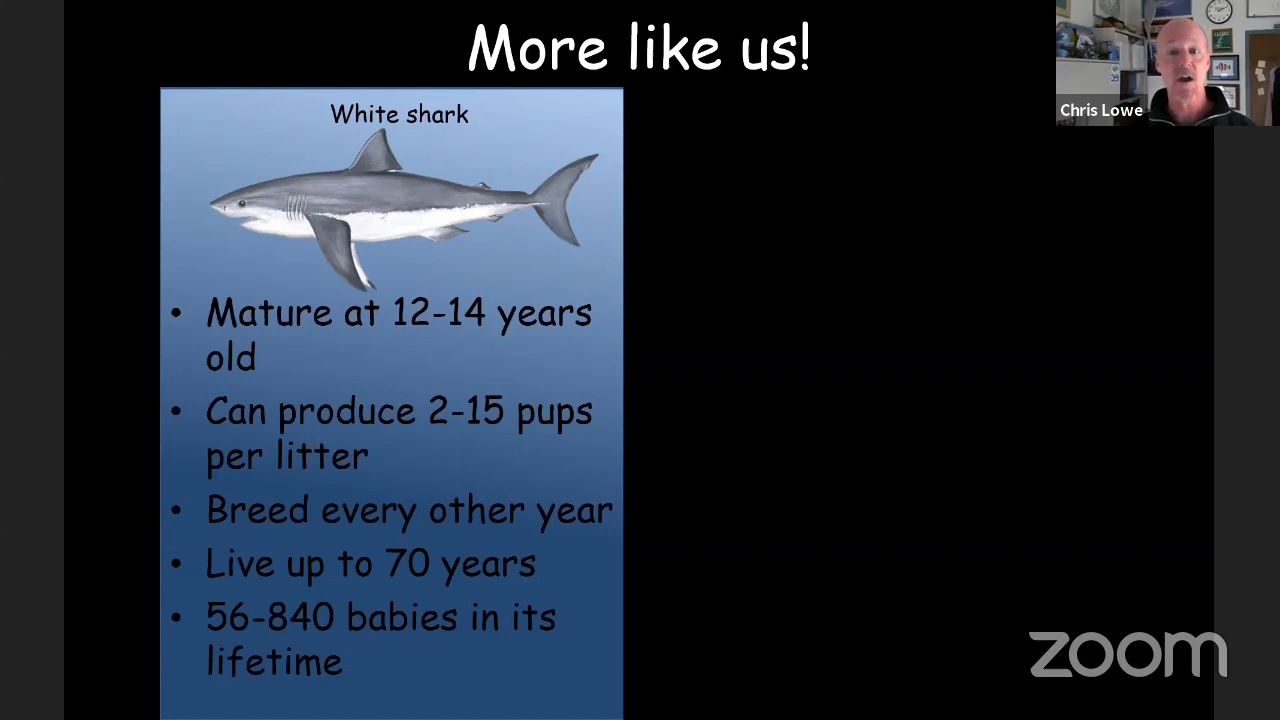 More like us!
Chris Lowe
White shark
• Mature at 12-14 years
old
• Can produce 2-15 pups
per litter
• Breed every other year
• Live up to 70 years
• 56-840 babies in its
lifetime
zoom